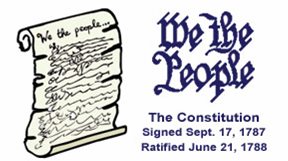 We the people...
We the
People
The Constitution
Signed Sept. 17, 1787
Ratified June 21, 1788